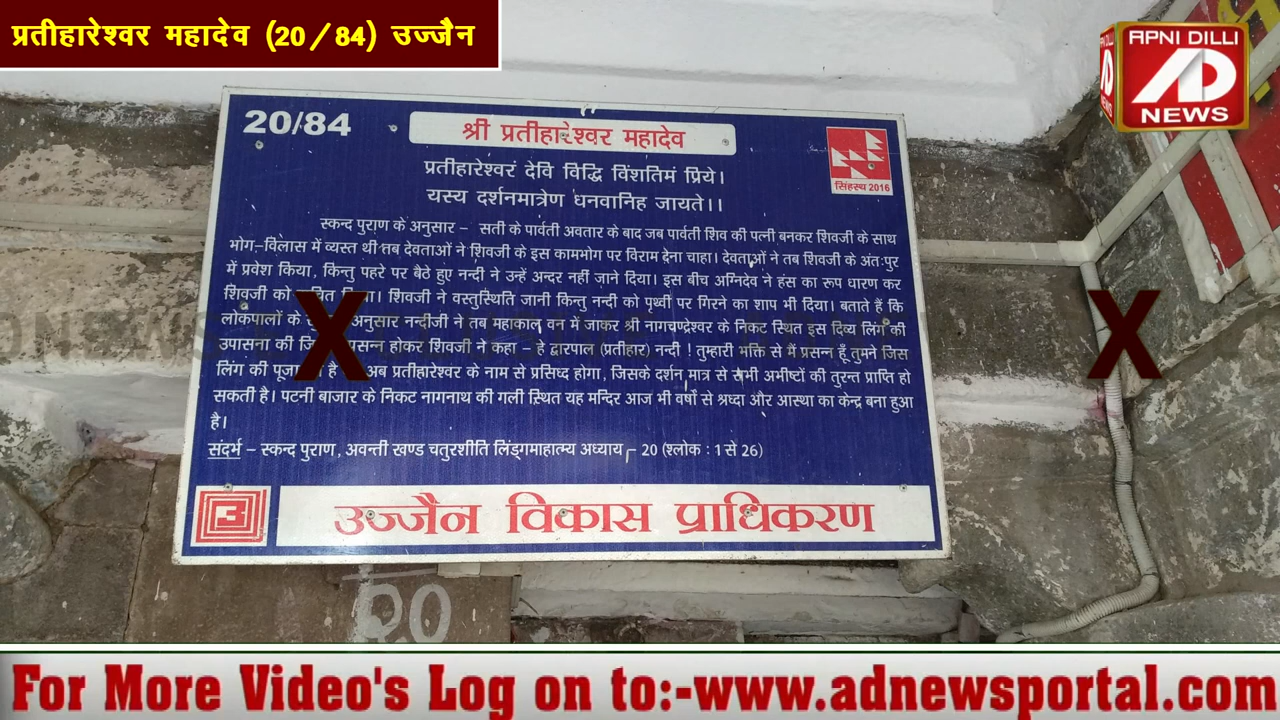 प्रतीहारेश्वर महादेव (20/84) उज्जैन
APNI DILLI
AD
NEWS
20/84
श्री प्रतीहारेश्वर महादेव
सिंहस्थ 2016
प्रतीहारेश्वरं देवि विद्धि विंशतिमं प्रिये।
यस्य दर्शनमात्रेण धनवानिह जायते।।
स्कन्द पुराण के अनुसार – सती के पार्वती अवतार के बाद जब पार्वती शिव की पत्नी बनकर शिवजी के साथ
भोग–विलास में व्यस्त थी तब देवताओं ने शिवजी के इस कामभोग पर विराम देना चाहा। देवताओं ने तब शिवजी के अंतःपुर
में प्रवेश किया, किन्तु पहरे पर बैठे हुए नन्दी ने उन्हें अन्दर नहीं जाने दिया। इस बीच अग्निदेव ने हंस का रूप धारण कर
शिवजी को शिवजी ने वस्तुस्थिति जानी किन्तु नन्दी को पृथ्वी पर गिरने का शाप भी दिया। बताते हैं कि
लोकपालों के अनुसार नन्दीजी ने तब महाकाल वन में जाकर श्री नागचण्द्रेश्वर के निकट स्थित इस दिव्य लिंग की
उपासना की होकर शिवजी ने कहा – हे द्वारपाल (प्रतीहार) नन्दी ! तुम्हारी भक्ति से मैं प्रसन्न हूँ तुमने जिस
लिंग की है अब प्रतीहारेश्वर के नाम से प्रसिध्द होगा, जिसके दर्शन मात्र से सभी अभीष्टों की तुरन्त प्राप्ति हो
सकती है। पटनी बाजार के निकट नागनाथ की गली स्थित यह मन्दिर आज भी वर्षो से श्रध्दा और आस्था का केन्द्र बना हुआ
है।
संदर्भ – स्कन्द पुराण, अवन्ती खण्ड चतुरशीति लिंड्गमाहात्म्य अध्याय – 20 (श्लोक : 1 से 26)
उज्जैन विकास प्राधिकरण
20
For More Video's Log on to:-www.adnewsportal.com